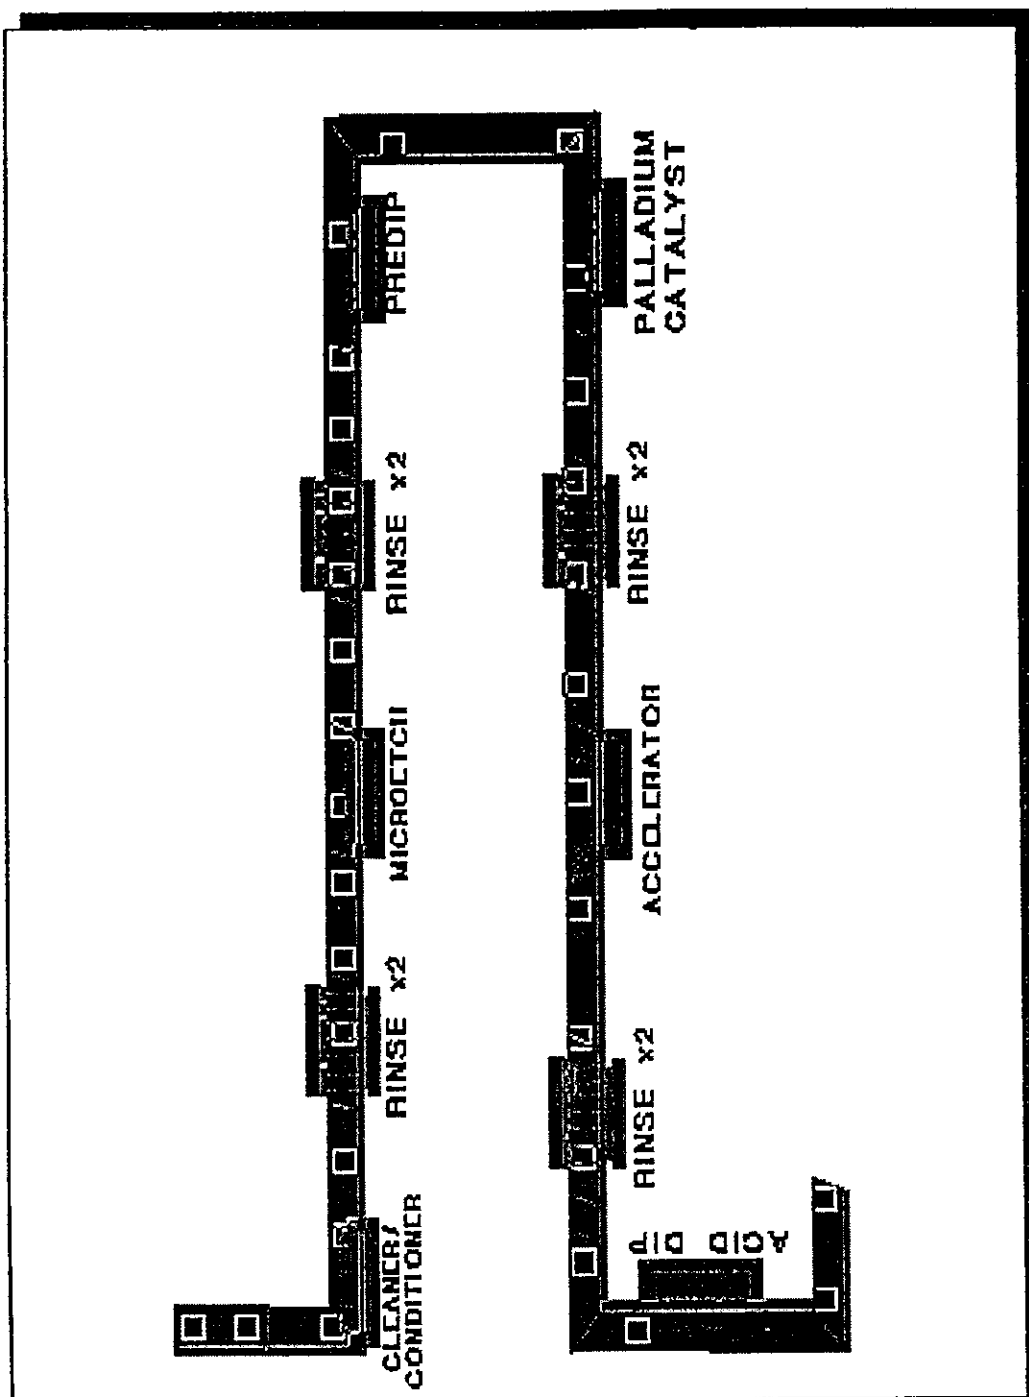 CLEANER/
CONDITIONER
RINSE x2
MICROETCH
RINSE x2
PREDIP
PALLADIUM
CATALYST
RINSE x2
ACCELERATOR
RINSE x2
ACID DIP